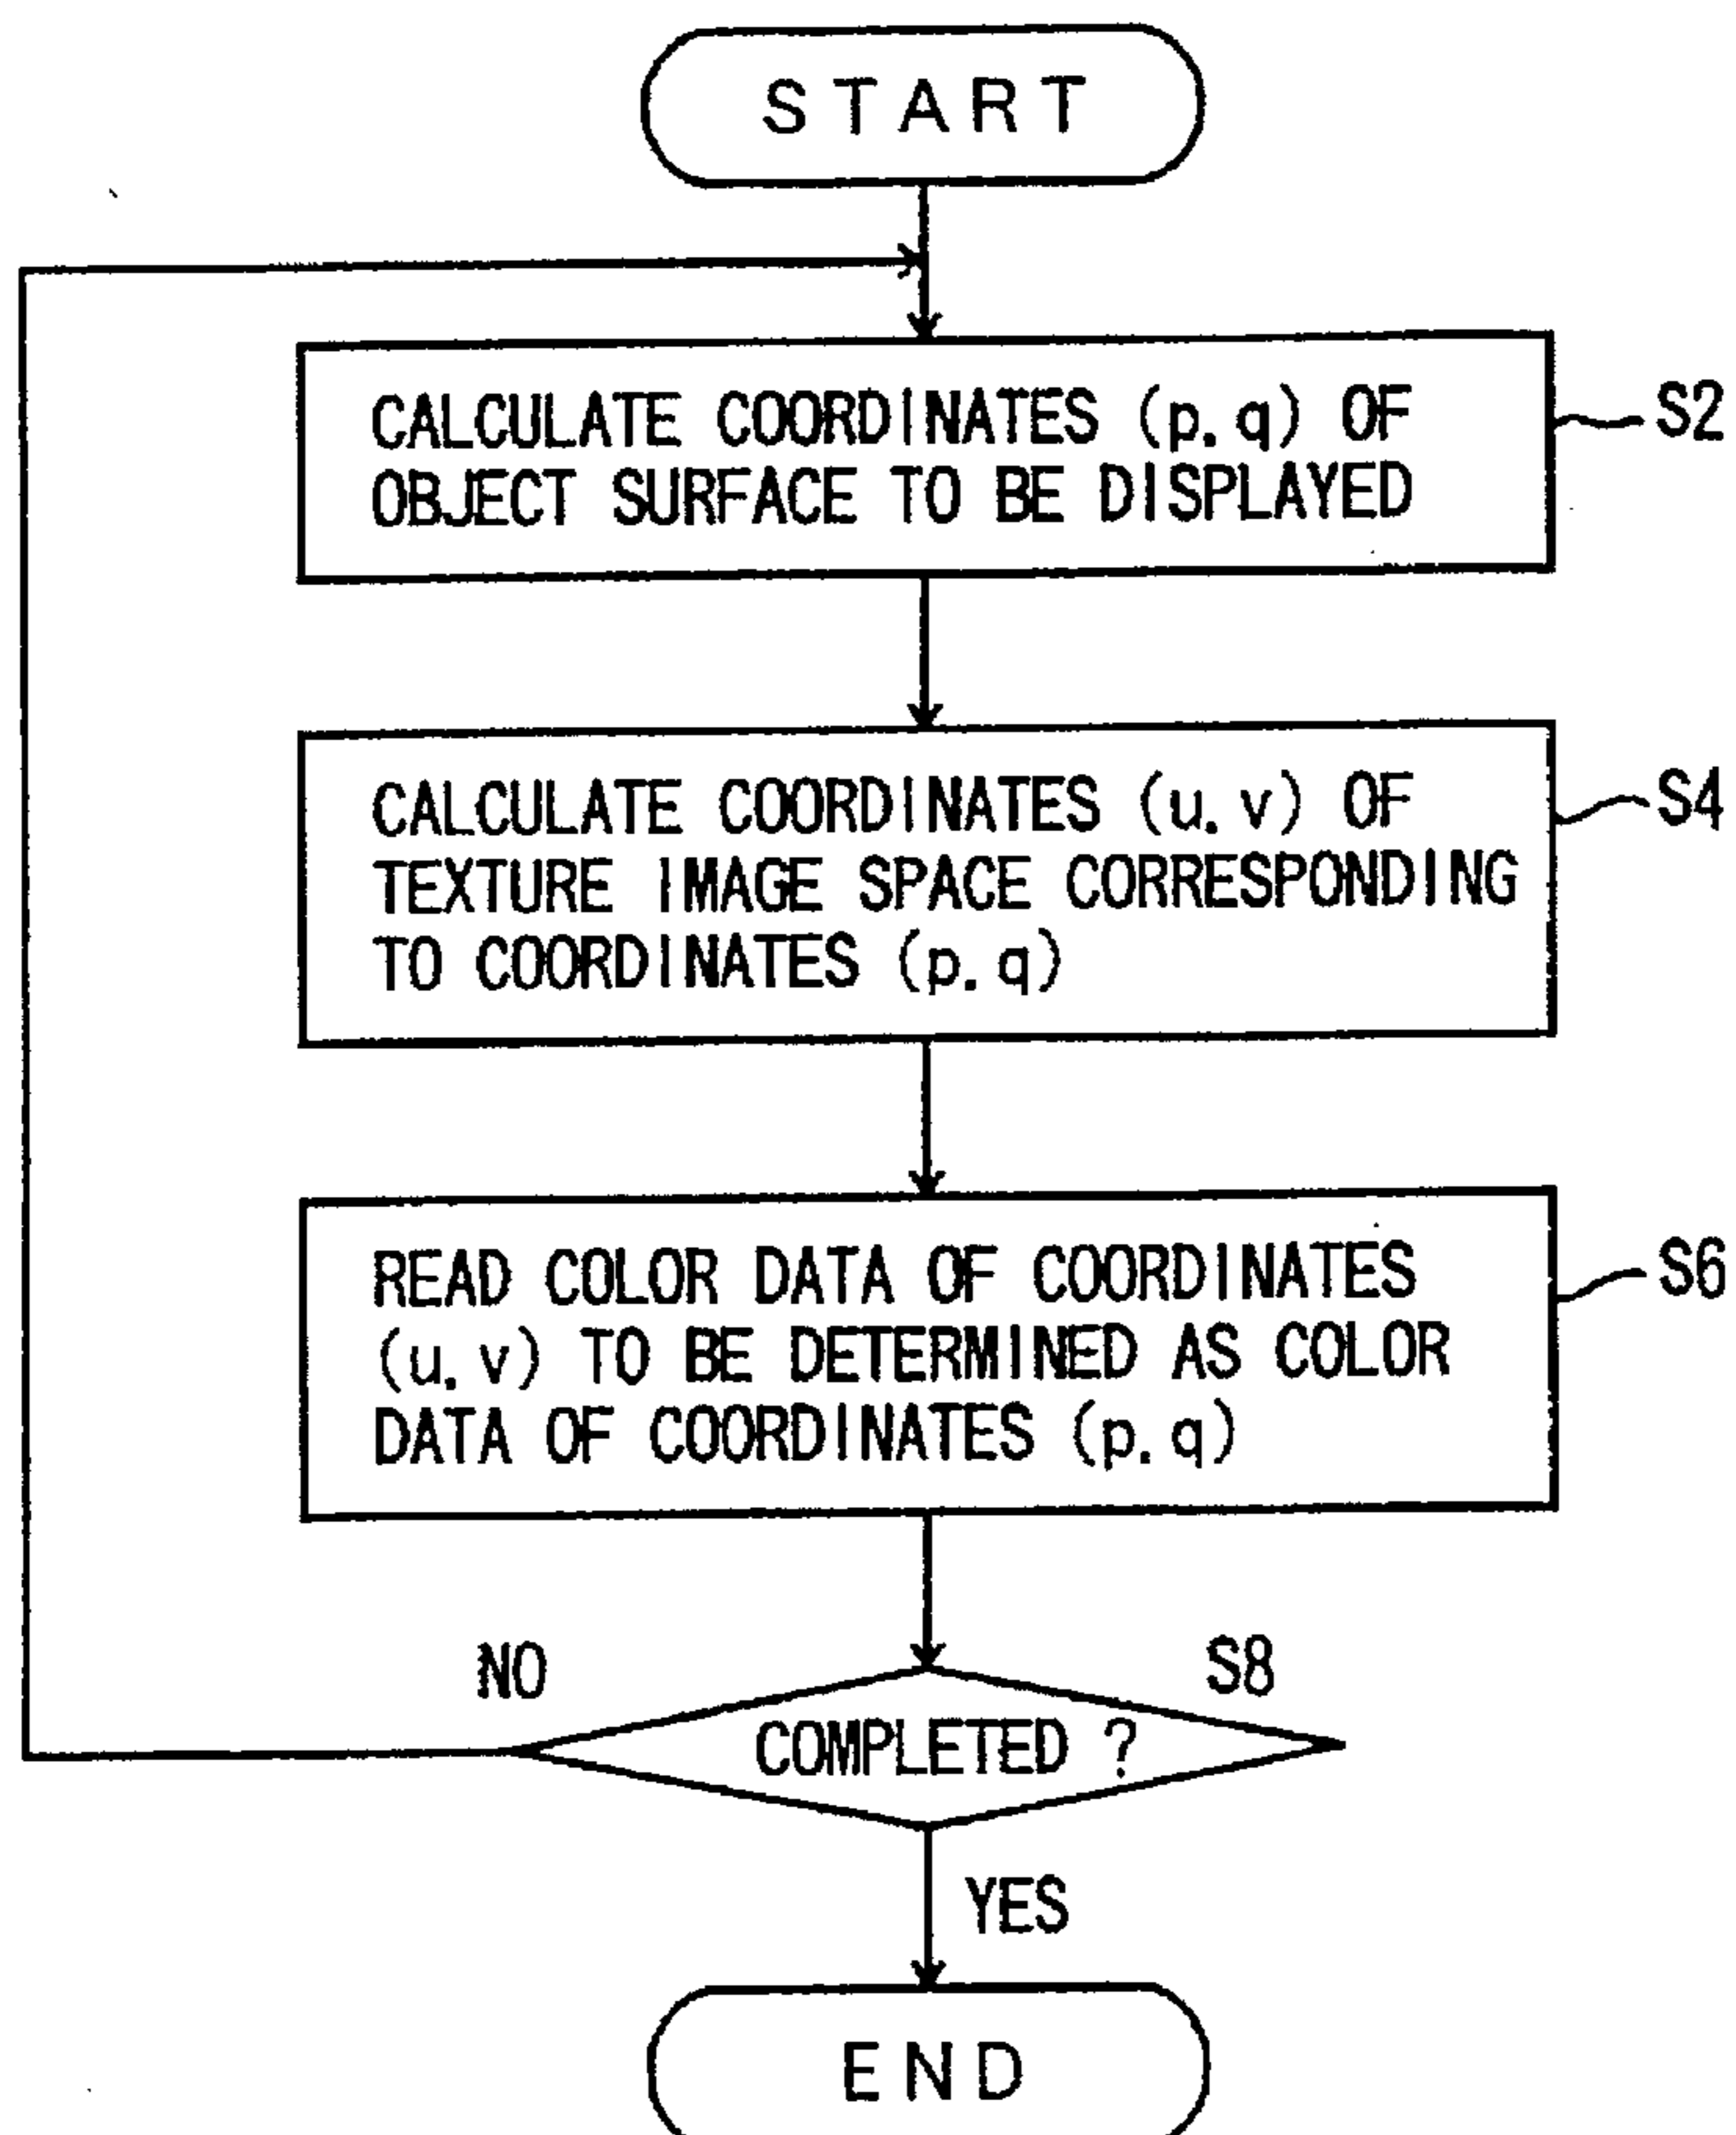 START
CALCULATE COORDINATES (p, q) OF
OBJECT SURFACE TO BE DISPLAYED
S2
CALCULATE COORDINATES (u, v) OF
TEXTURE IMAGE SPACE CORRESPONDING
TO COORDINATES (p, q)
S4
READ COLOR DATA OF COORDINATES
(u, v) TO BE DETERMINED AS COLOR
DATA OF COORDINATES (p, q)
S6
NO
S8
COMPLETED ?
YES
END